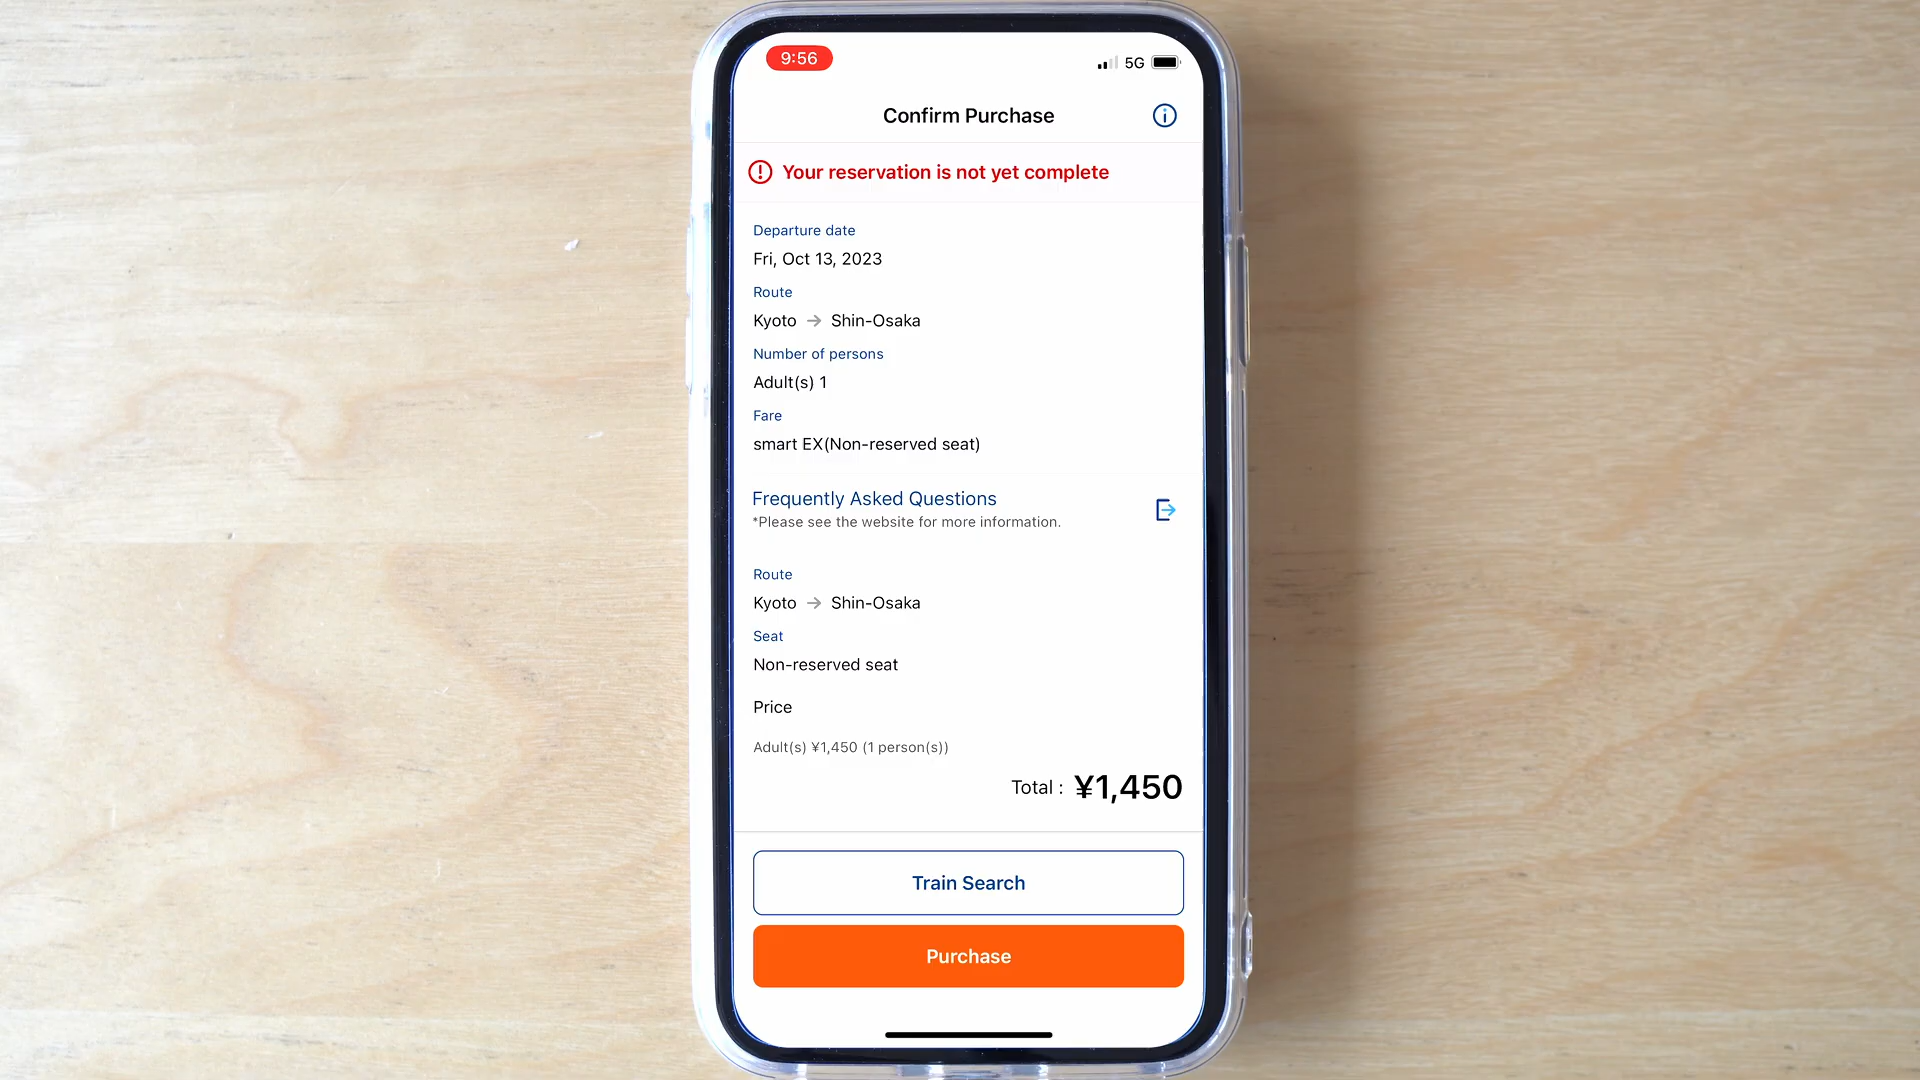 9:56
5G
Confirm Purchase
Your reservation is not yet complete
Departure date
Fri, Oct 13, 2023
Route
Kyoto → Shin-Osaka
Number of persons
Adult(s) 1
Fare
smart EX(Non-reserved seat)
Frequently Asked Questions
*Please see the website for more information.
Route
Kyoto → Shin-Osaka
Seat
Non-reserved seat
Price
Adult(s) ¥1,450 (1 person(s))
Total : ¥1,450
Train Search
Purchase